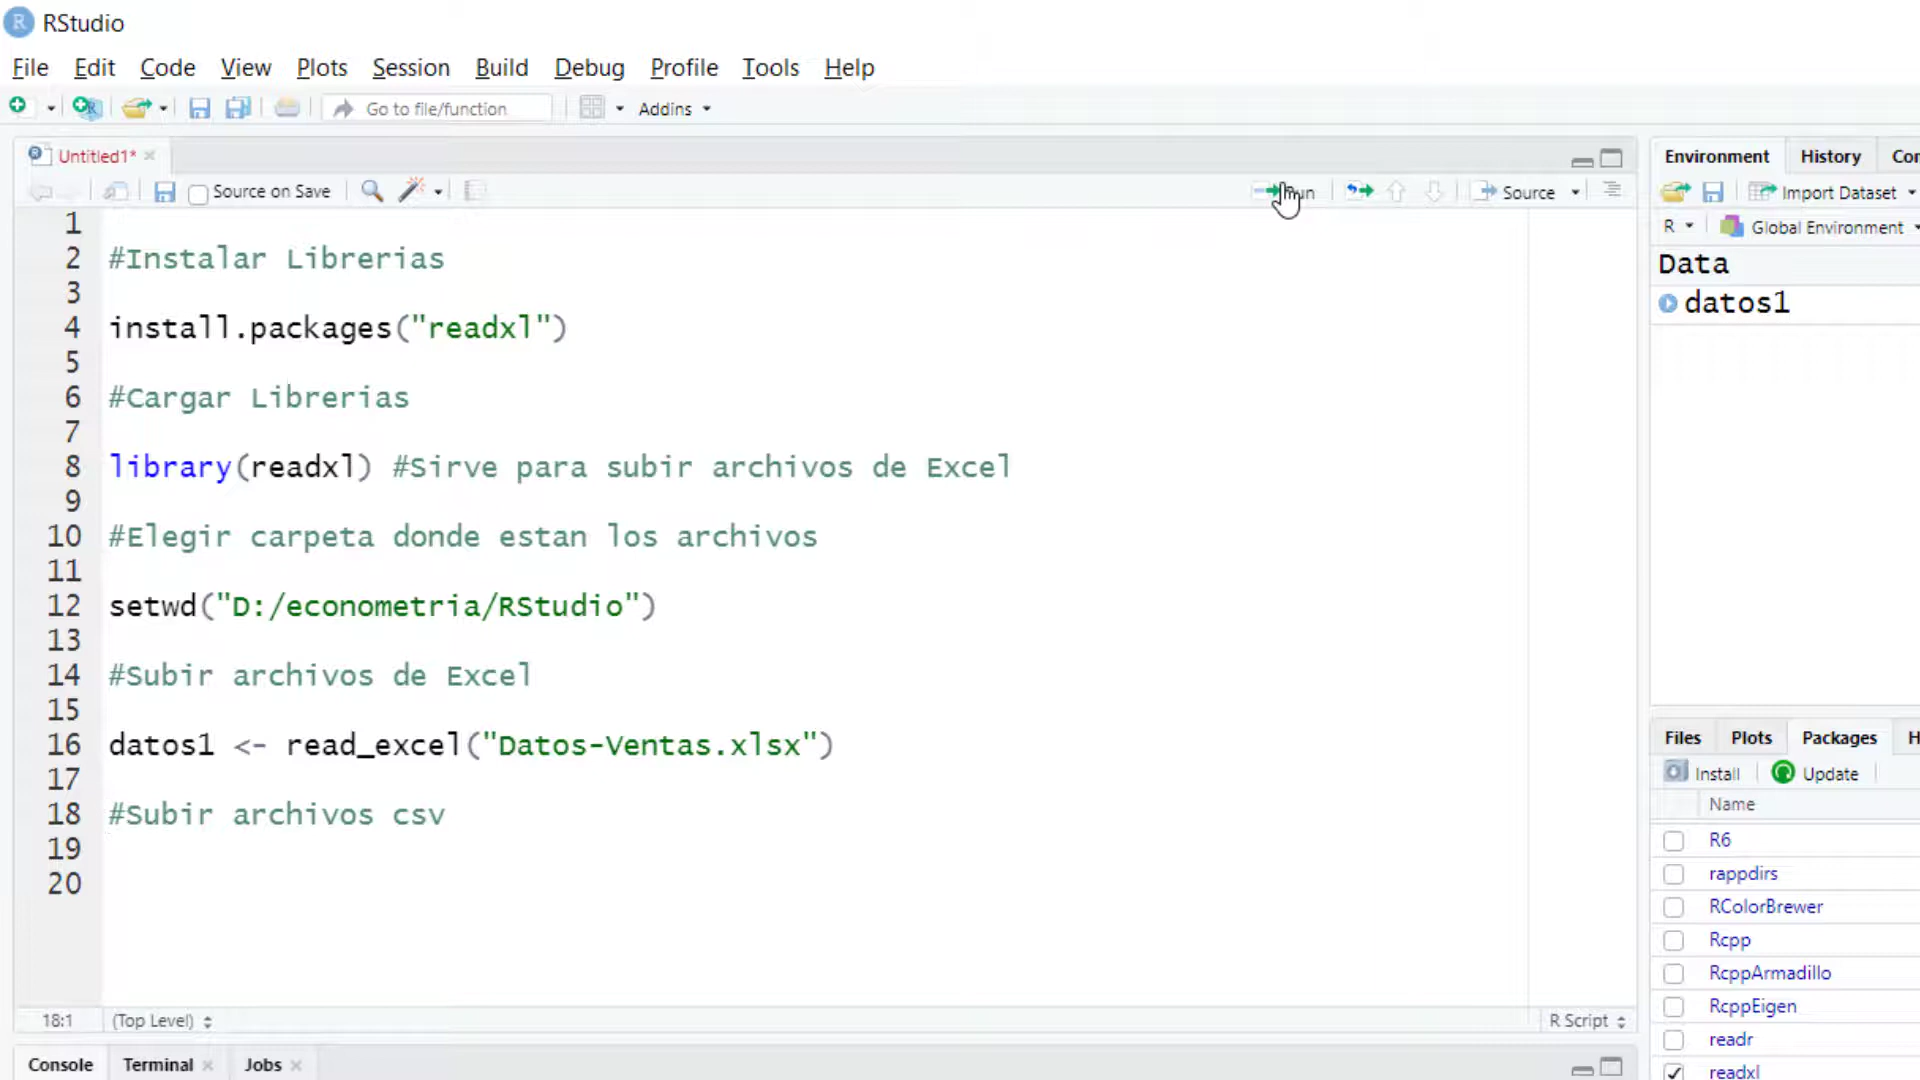 RStudio
File Edit Code View Plots Session Build Debug Profile Tools Help
Go to file/function Addins
Untitled1*
Source on Save Source
1
2 #Instalar Librerias
3
4 install.packages("readxl")
5
6 #Cargar Librerias
7
8 library(readxl) #Sirve para subir archivos de Excel
9
10 #Elegir carpeta donde estan los archivos
11
12 setwd("D:/econometria/RStudio")
13
14 #Subir archivos de Excel
15
16 datos1 <- read_excel("Datos-Ventas.xlsx")
17
18 #Subir archivos csv
19
20
18:1 (Top Level) R Script
Console Terminal Jobs
Environment History
Import Dataset
R Global Environment
Data
datos1
Files Plots Packages
Install Update
Name
R6
rappdirs
RColorBrewer
Rcpp
RcppArmadillo
RcppEigen
readr
readxl